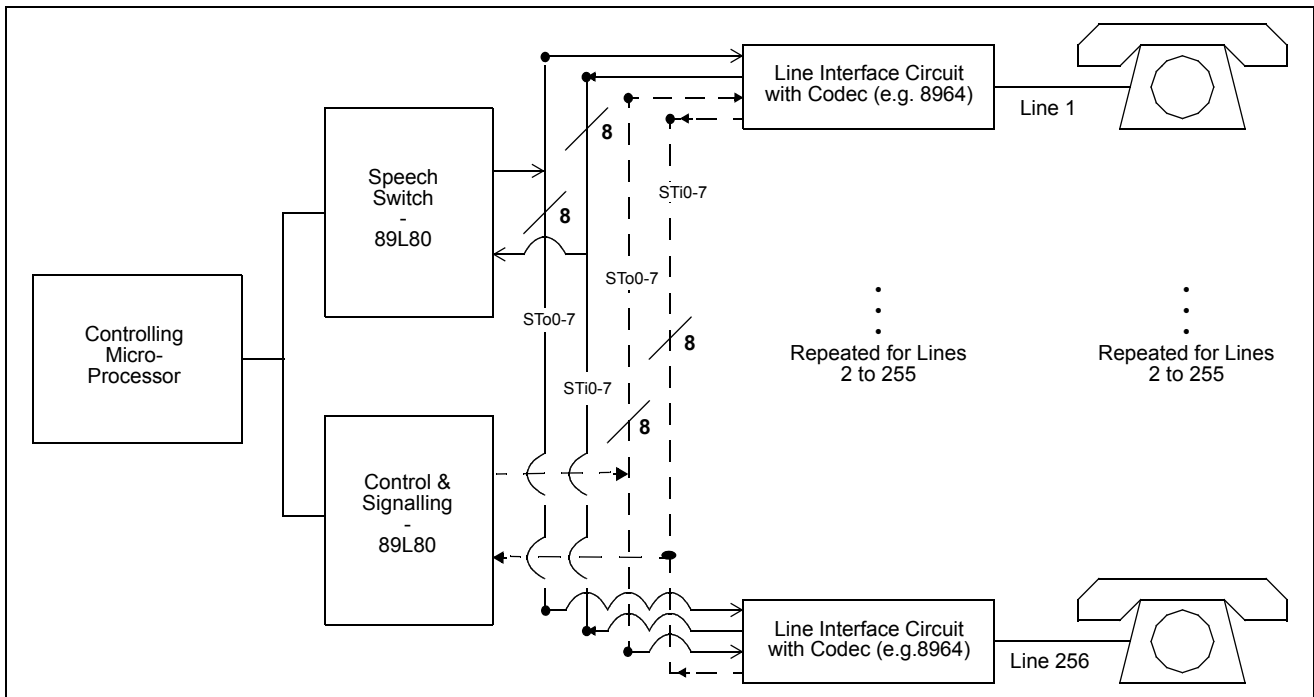 Line Interface Circuit
with Codec (e.g. 8964)
Line 1
8
STi0-7
Speech
Switch
-
89L80
8
STo0-7
STo0-7
Controlling
Micro-
Processor
8
Repeated for Lines
2 to 255
Repeated for Lines
2 to 255
STi0-7
8
Control &
Signalling
-
89L80
Line Interface Circuit
with Codec (e.g.8964)
Line 256